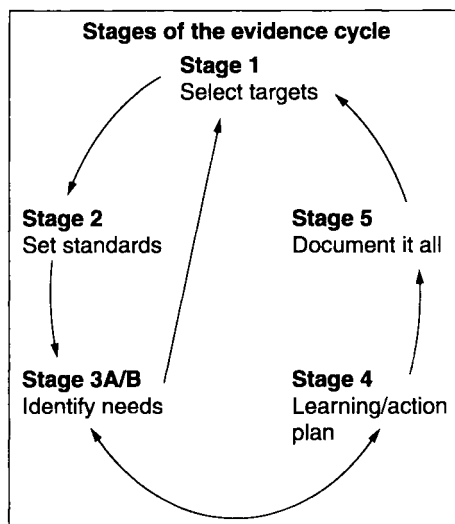 Stages of the evidence cycle
Stage 1
Select targets
Stage 2
Set standards
Stage 5
Document it all
Stage 3A/B
Identify needs
Stage 4
Learning/action
plan